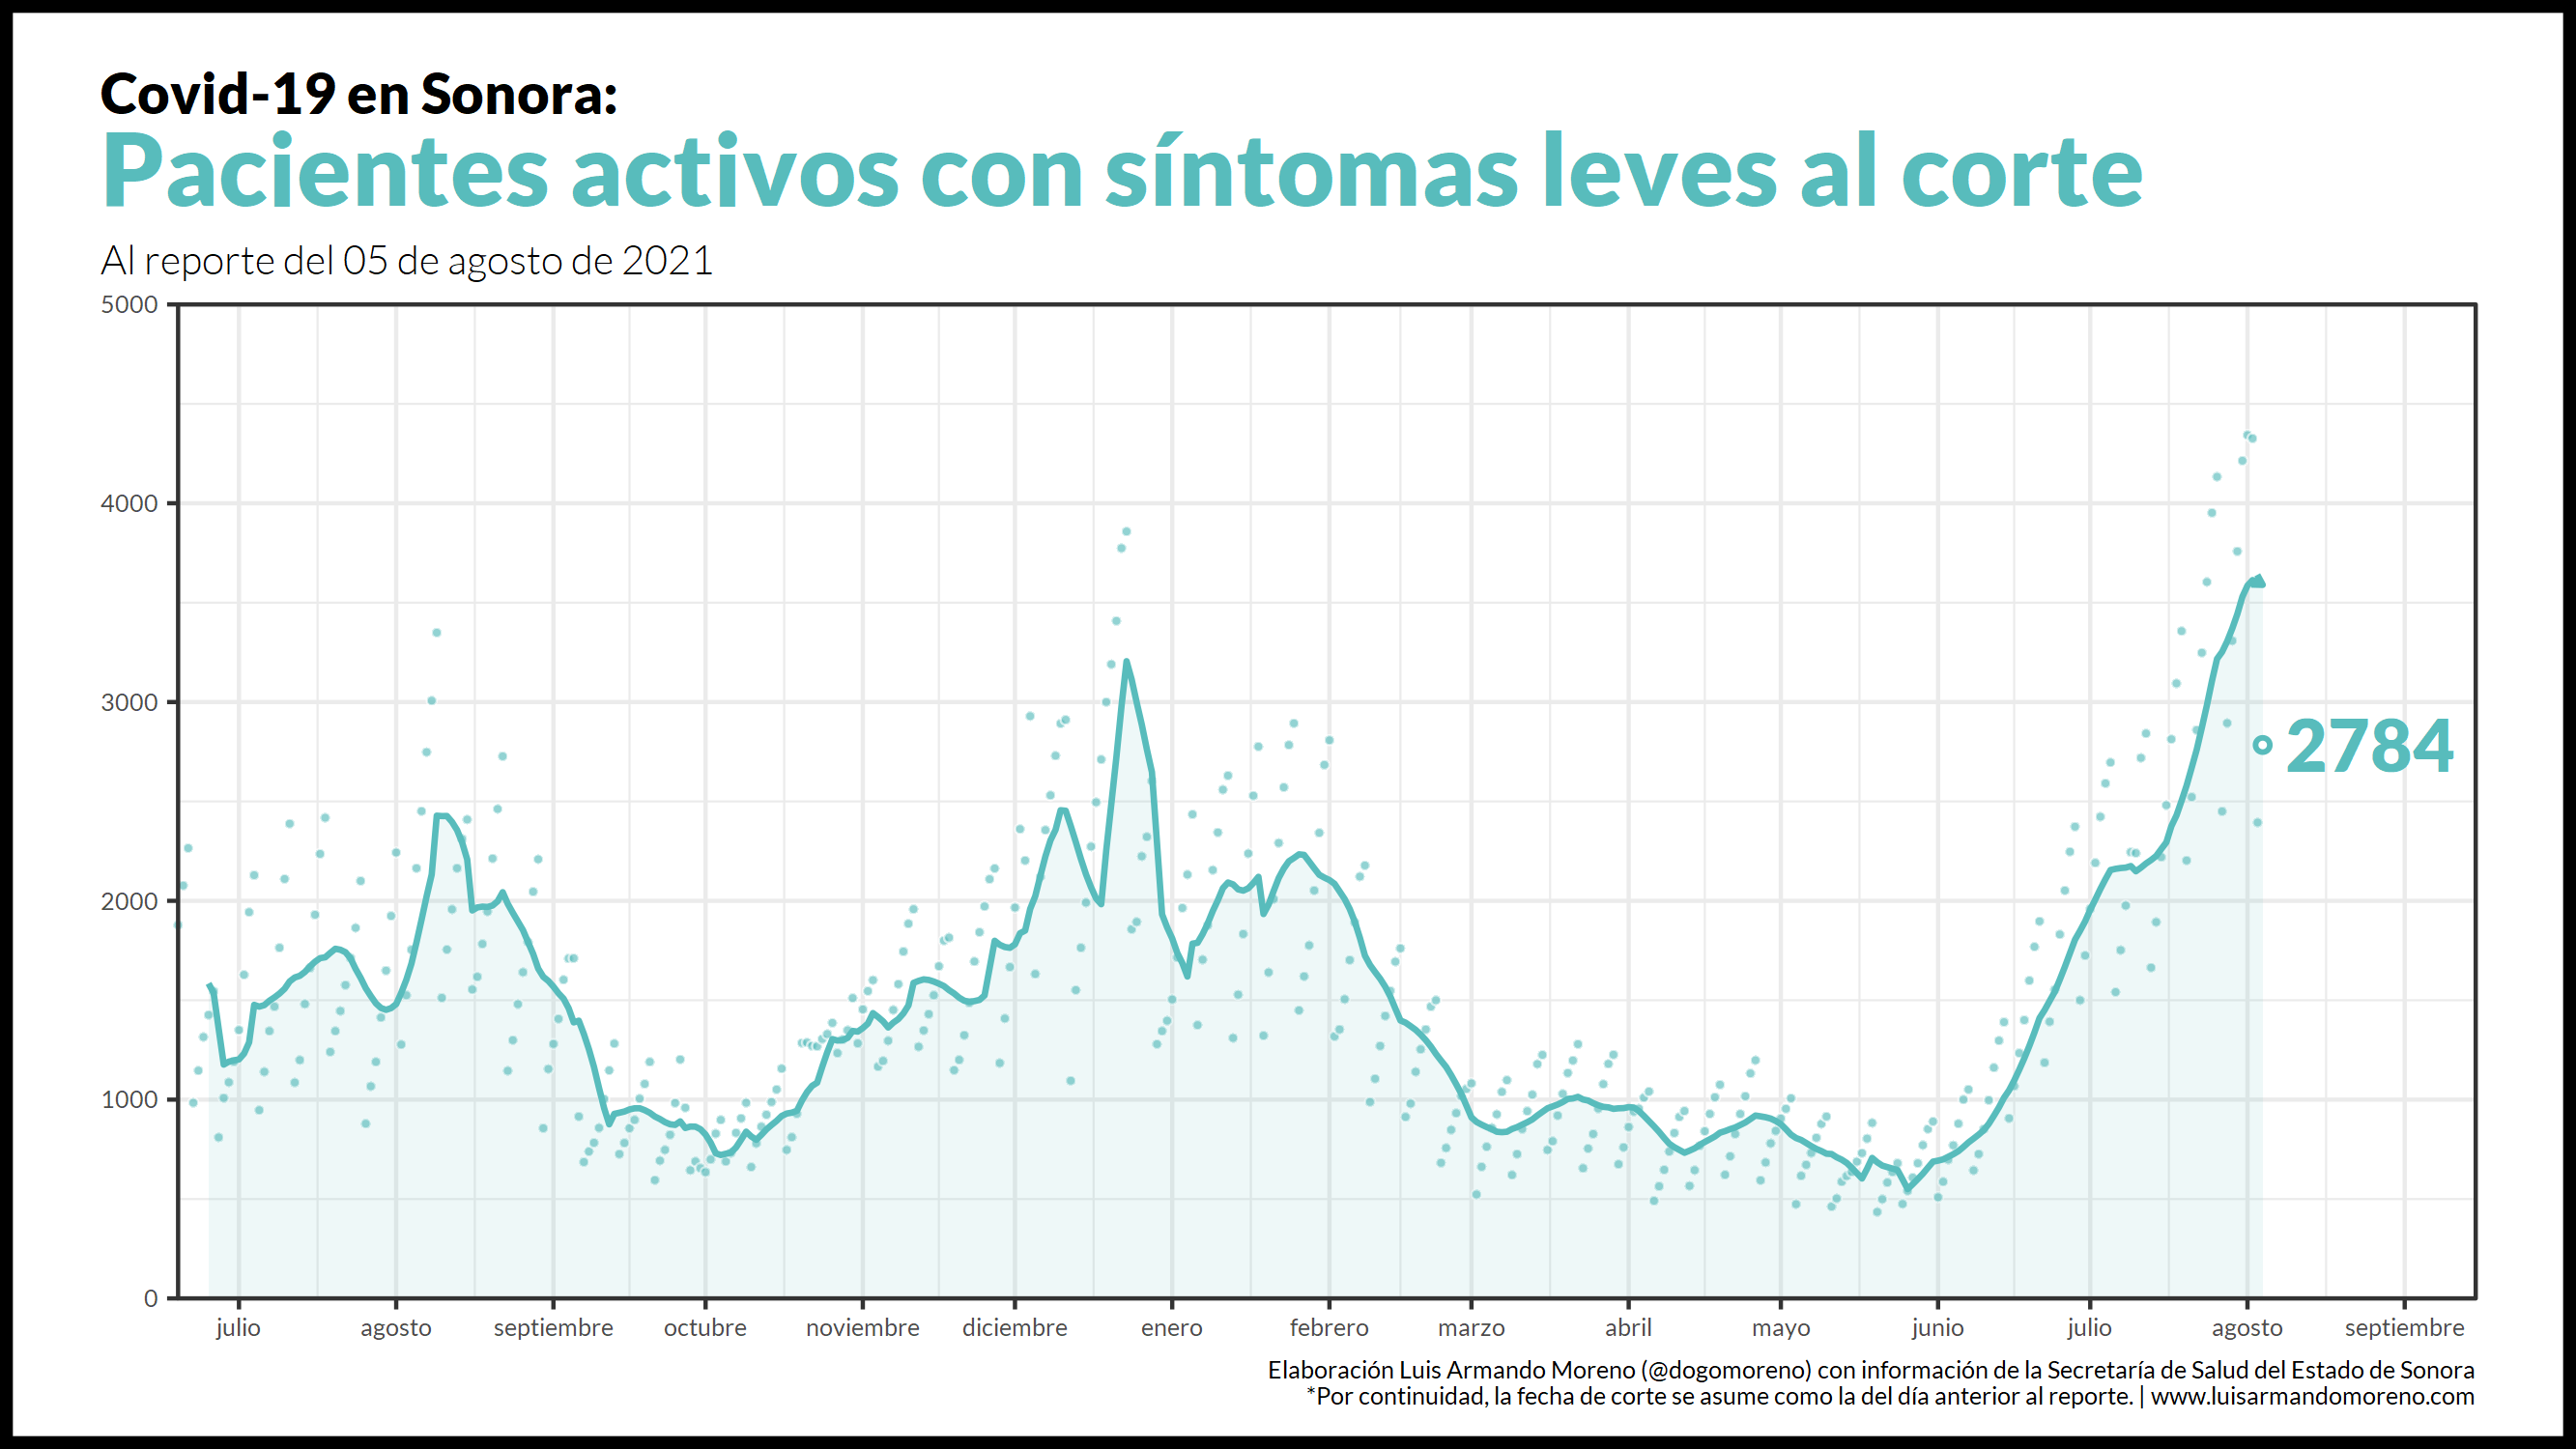 Covid-19 en Sonora:
Pacientes activos con síntomas leves al corte
Al reporte del 05 de agosto de 2021
5000
4000
3000
2000
1000
0
2784
julio agosto septiembre octubre noviembre diciembre enero febrero marzo abril mayo junio julio agosto septiembre
Elaboración Luis Armando Moreno (@dogomoreno) con información de la Secretaría de Salud del Estado de Sonora
*Por continuidad, la fecha de corte se asume como la del día anterior al reporte. | www.luisarmandomoreno.com